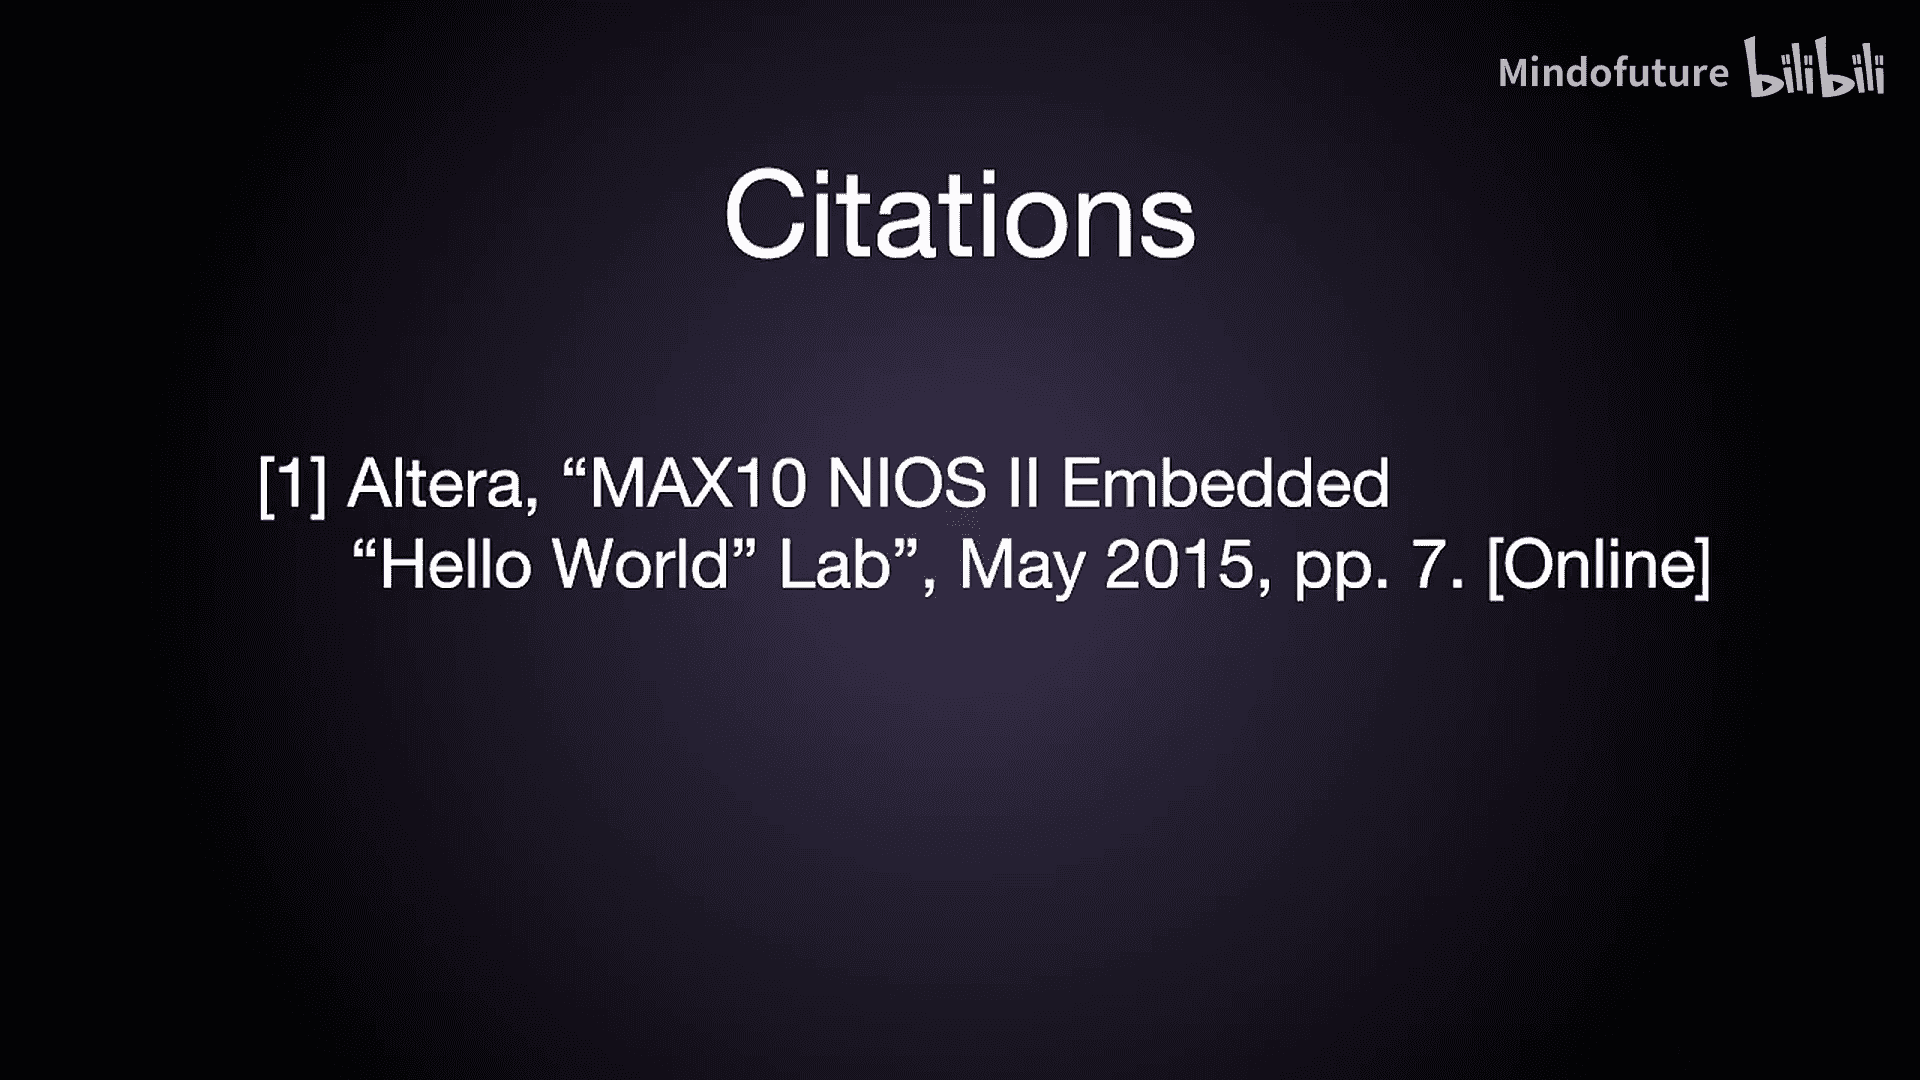 Mindofuture bilibili
Citations
[1] Altera, “MAX10 NIOS II Embedded
“Hello World” Lab”, May 2015, pp. 7. [Online]